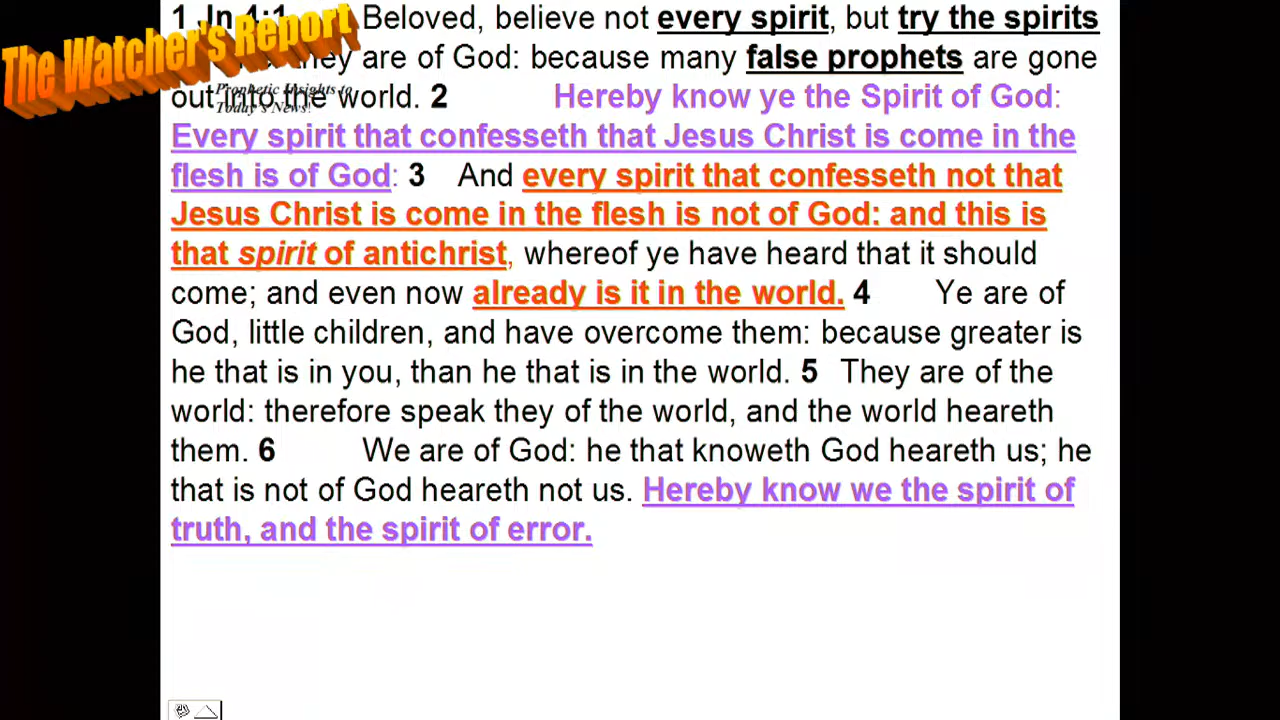 The Watcher's Report
Prophetic Insights to
Today's News!
1 Jn 4:1 Beloved, believe not every spirit, but try the spirits
they are of God: because many false prophets are gone
out into the world. 2 Hereby know ye the Spirit of God:
Every spirit that confesseth that Jesus Christ is come in the
flesh is of God: 3 And every spirit that confesseth not that
Jesus Christ is come in the flesh is not of God: and this is
that spirit of antichrist, whereof ye have heard that it should
come; and even now already is it in the world. 4 Ye are of
God, little children, and have overcome them: because greater is
he that is in you, than he that is in the world. 5 They are of the
world: therefore speak they of the world, and the world heareth
them. 6 We are of God: he that knoweth God heareth us; he
that is not of God heareth not us. Hereby know we the spirit of
truth, and the spirit of error.